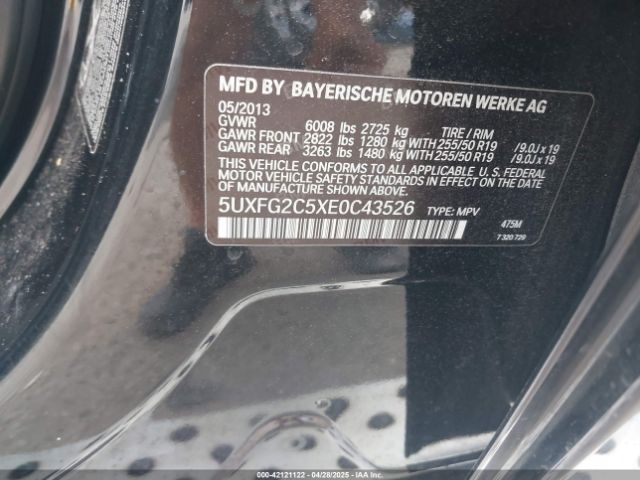 MFD BY BAYERISCHE MOTOREN WERKE AG
05/2013
GVWR 6008 lbs 2725 kg TIRE / RIM
GAWR FRONT 2822 lbs 1280 kg WITH 255/50 R19 /9.0J x 19
GAWR REAR 3263 lbs 1480 kg WITH 255/50 R19 /9.0J x 19
THIS VEHICLE CONFORMS TO ALL APPLICABLE U. S. FEDERAL
MOTOR VEHICLE SAFETY STANDARDS IN EFFECT
ON THE DATE OF MANUFACTURE SHOWN ABOVE.
5UXFG2C5XE0C43526 TYPE: MPV 475M
7 320 729
000-42121122 04/28/2025